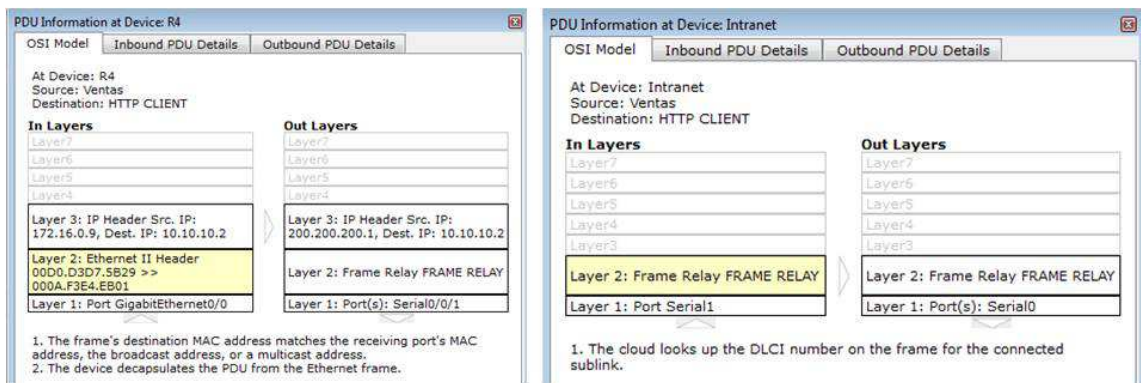 PDU Information at Device: R4
OSI Model
Inbound PDU Details
Outbound PDU Details
At Device: R4
Source: Ventas
Destination: HTTP CLIENT
In Layers
Layer7
Layer6
Layer5
Layer4
Layer 3: IP Header Src. IP:
172.16.0.9, Dest. IP: 10.10.10.2
Layer 2: Ethernet II Header
00D0.D3D7.5B29 >>
000A.F3E4.EB01
Layer 1: Port GigabitEthernet0/0
Out Layers
Layer7
Layer6
Layer5
Layer4
Layer 3: IP Header Src. IP:
200.200.200.1, Dest. IP: 10.10.10.2
Layer 2: Frame Relay FRAME RELAY
Layer 1: Port(s): Serial0/0/1
1. The frame's destination MAC address matches the receiving port's MAC
address, the broadcast address, or a multicast address.
2. The device decapsulates the PDU from the Ethernet frame.
PDU Information at Device: Intranet
OSI Model
Inbound PDU Details
Outbound PDU Details
At Device: Intranet
Source: Ventas
Destination: HTTP CLIENT
In Layers
Layer7
Layer6
Layer5
Layer4
Layer3
Layer 2: Frame Relay FRAME RELAY
Layer 1: Port Serial1
Out Layers
Layer7
Layer6
Layer5
Layer4
Layer3
Layer 2: Frame Relay FRAME RELAY
Layer 1: Port(s): Serial0
1. The cloud looks up the DLCI number on the frame for the connected
sublink.